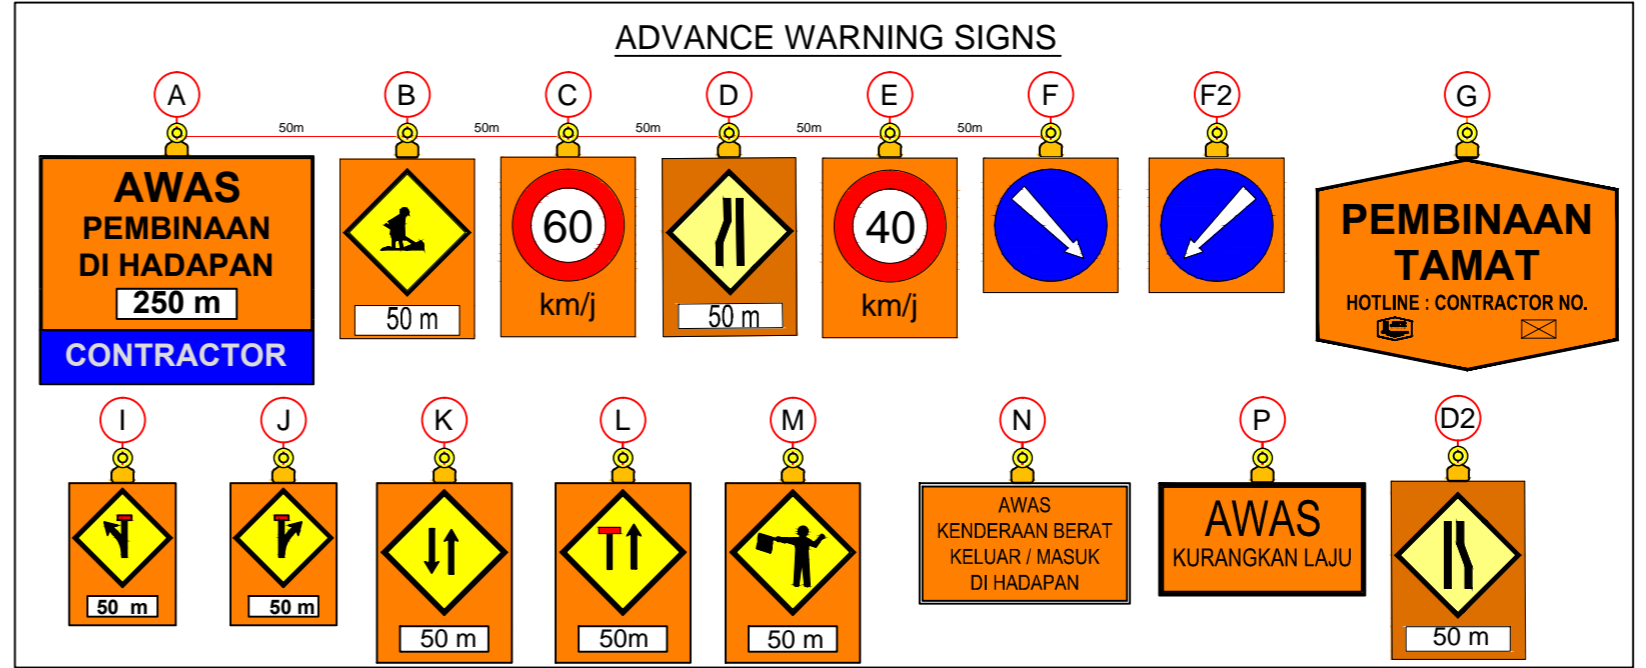 ADVANCE WARNING SIGNS
A
B
C
D
E
F
F2
G
50m
50m
50m
50m
50m
AWAS
PEMBINAAN
DI HADAPAN
250 m
CONTRACTOR
50 m
60
km/j
50 m
40
km/j
PEMBINAAN
TAMAT
HOTLINE : CONTRACTOR NO.
I
J
K
L
M
N
P
D2
50 m
50 m
50 m
50m
50 m
AWAS
KENDERAAN BERAT
KELUAR / MASUK
DI HADAPAN
AWAS
KURANGKAN LAJU
50 m